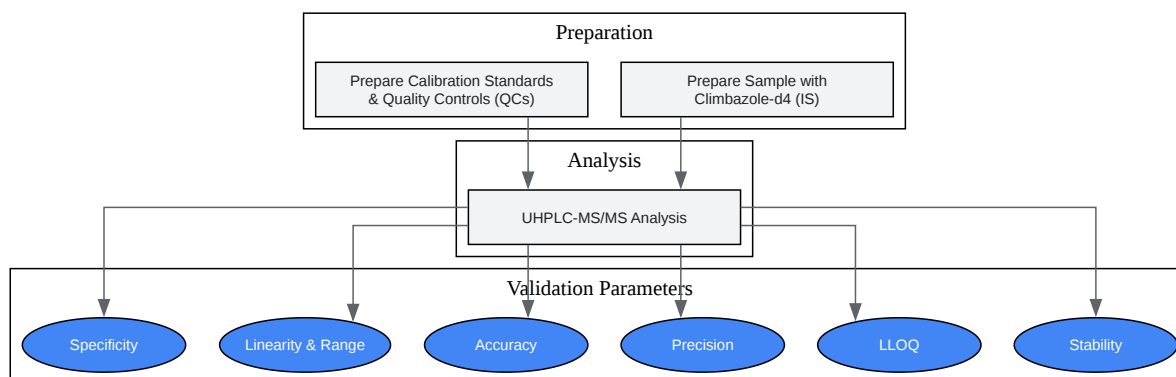 Preparation
Prepare Calibration Standards
& Quality Controls (QCs)
Prepare Sample with
Climbazole-d4 (IS)
Analysis
UHPLC-MS/MS Analysis
Validation Parameters
Specificity
Linearity & Range
Accuracy
Precision
LLOQ
Stability